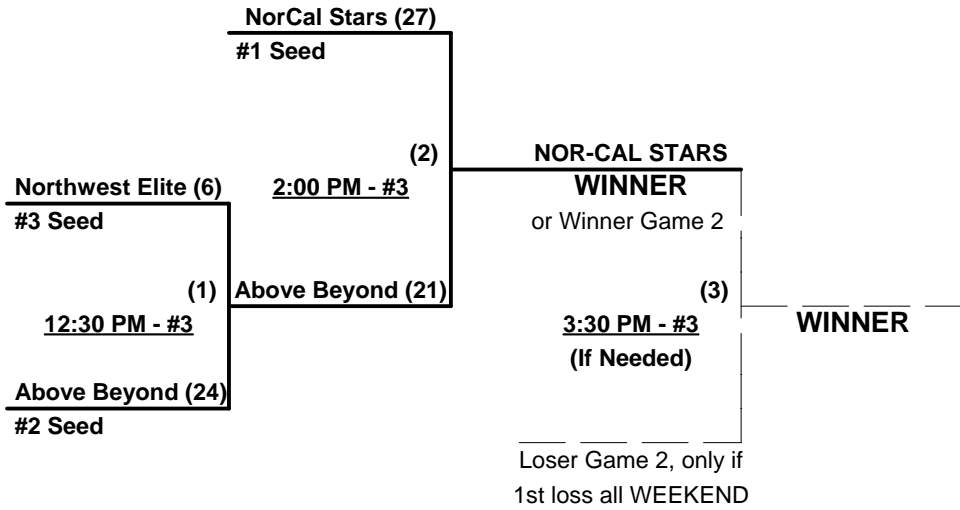 NorCal Stars (27)
#1 Seed
(2)
2:00 PM - #3
NOR-CAL STARS
WINNER
or Winner Game 2
Northwest Elite (6)
#3 Seed
(1)
12:30 PM - #3
Above Beyond (21)
(3)
3:30 PM - #3
(If Needed)
WINNER
Above Beyond (24)
#2 Seed
Loser Game 2, only if
1st loss all WEEKEND